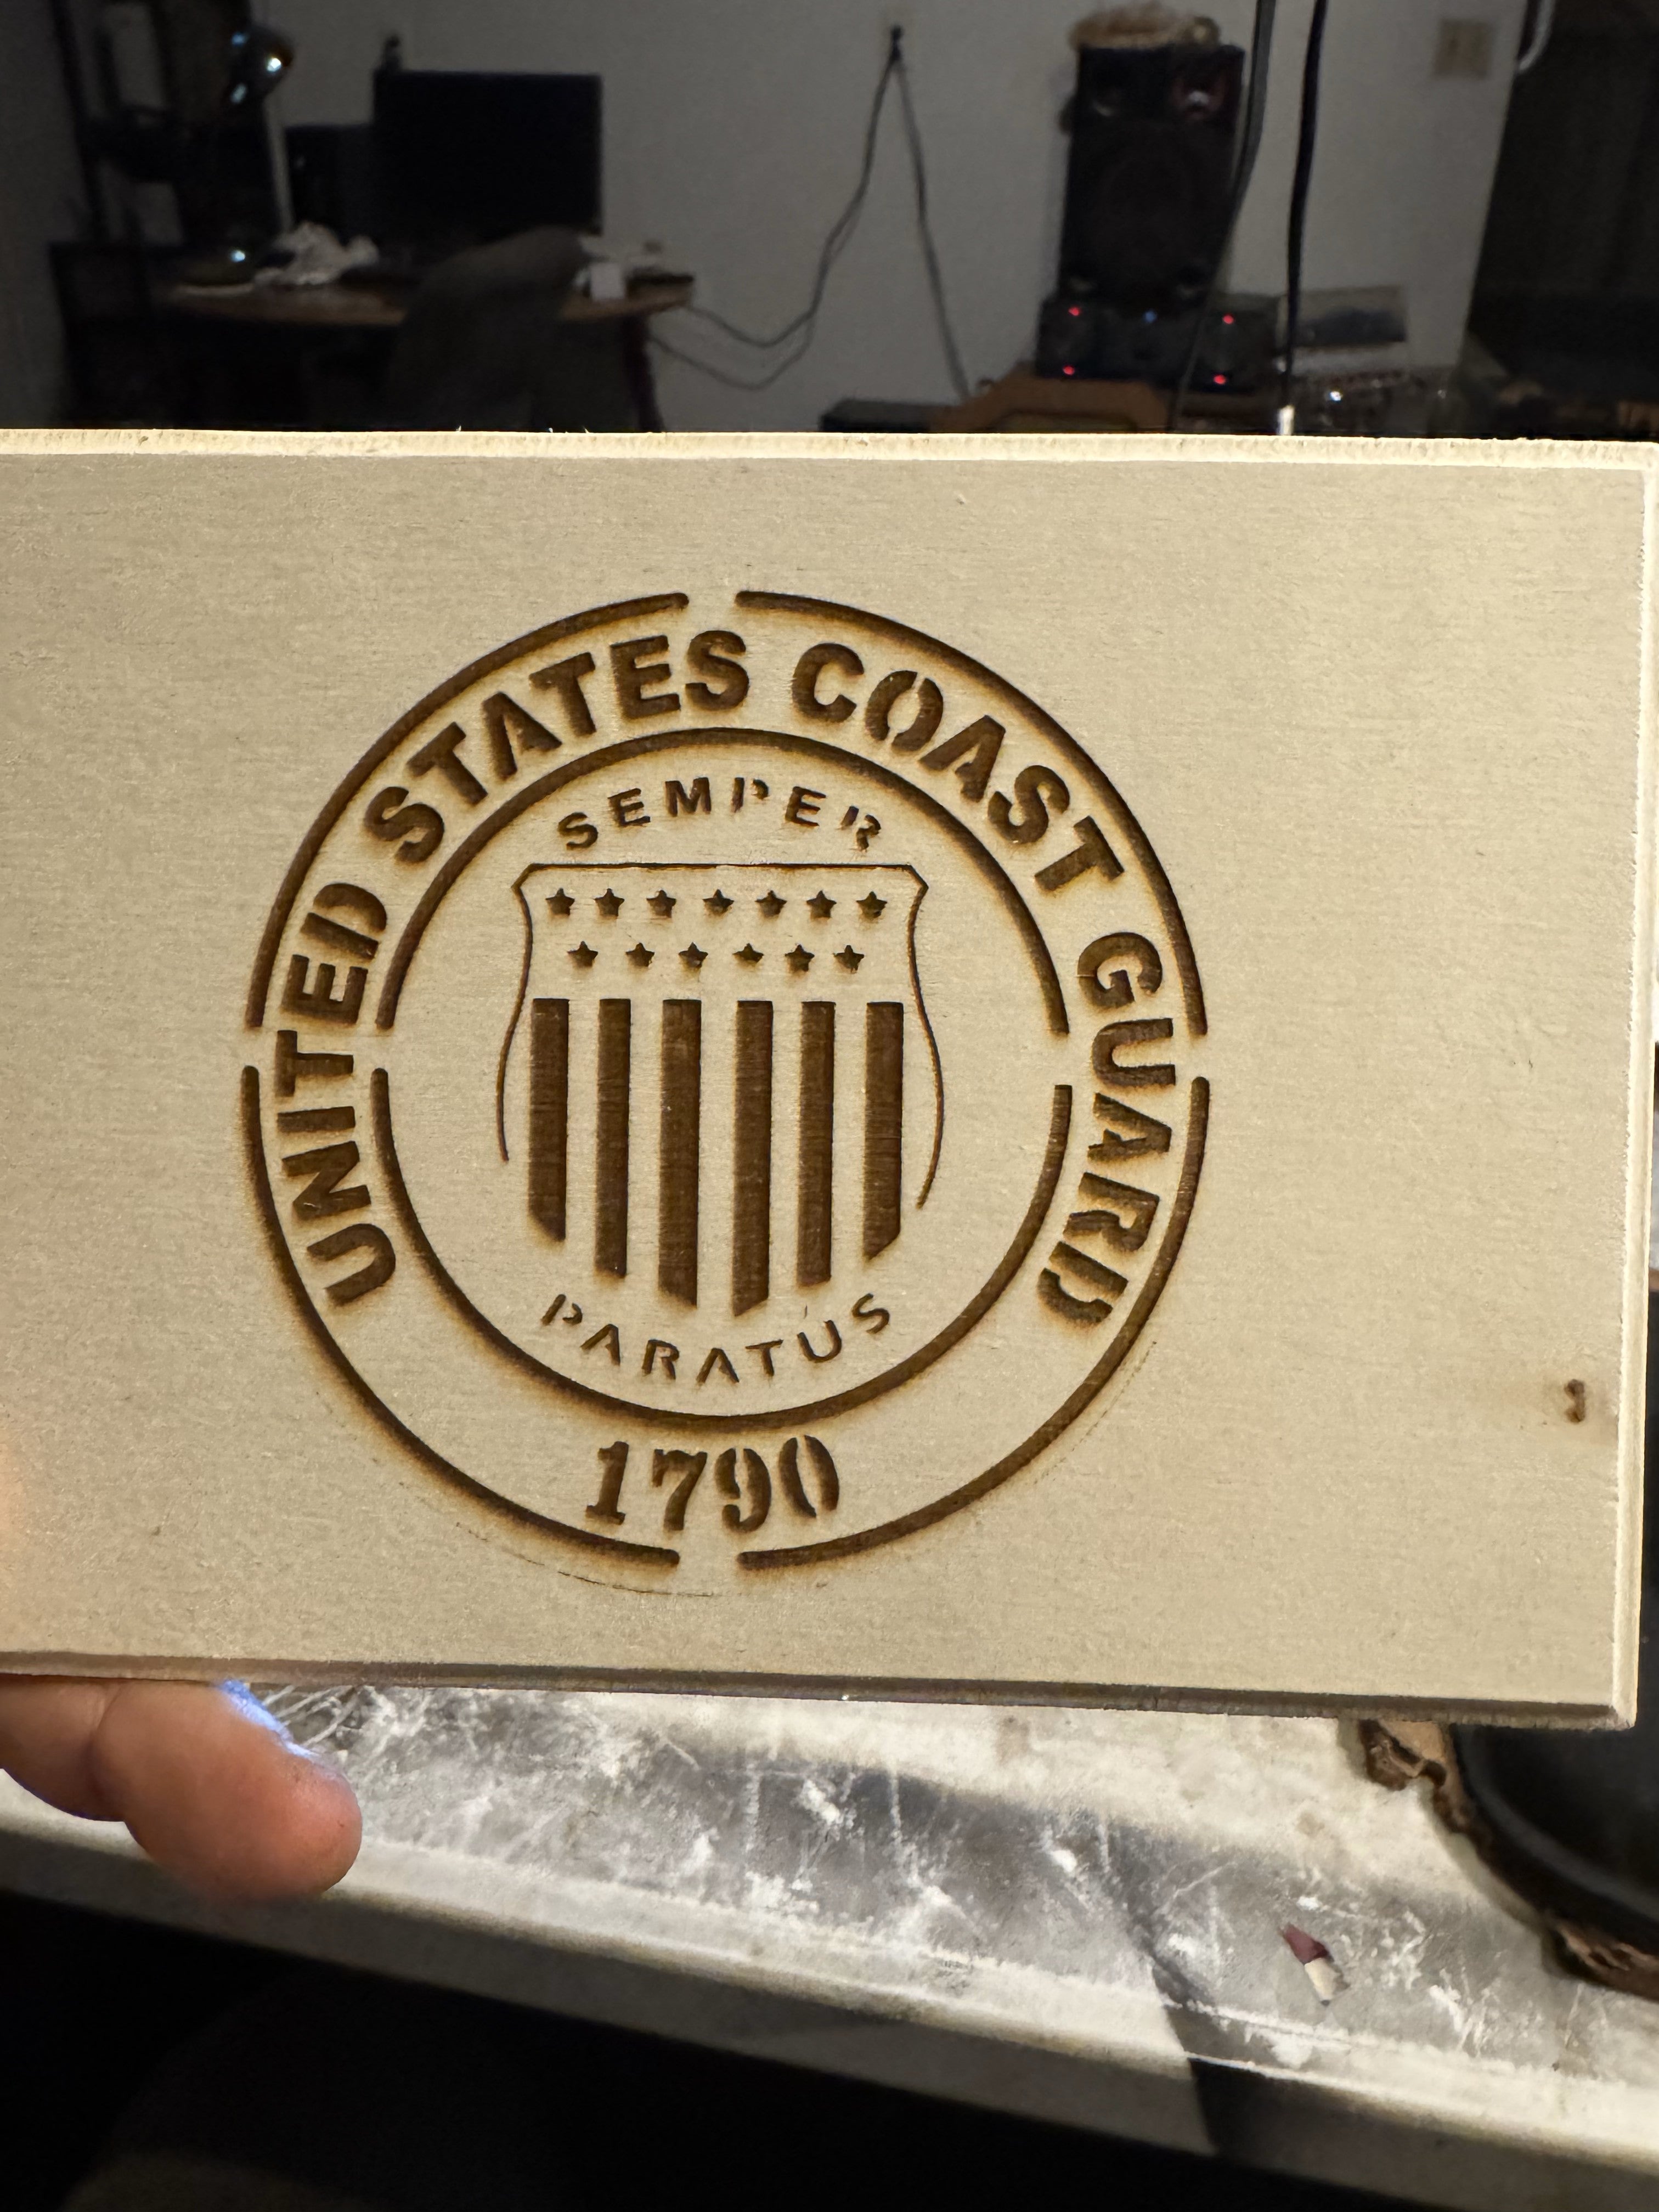 UNITED STATES COAST GUARD
SEMPER
PARATUS
1790